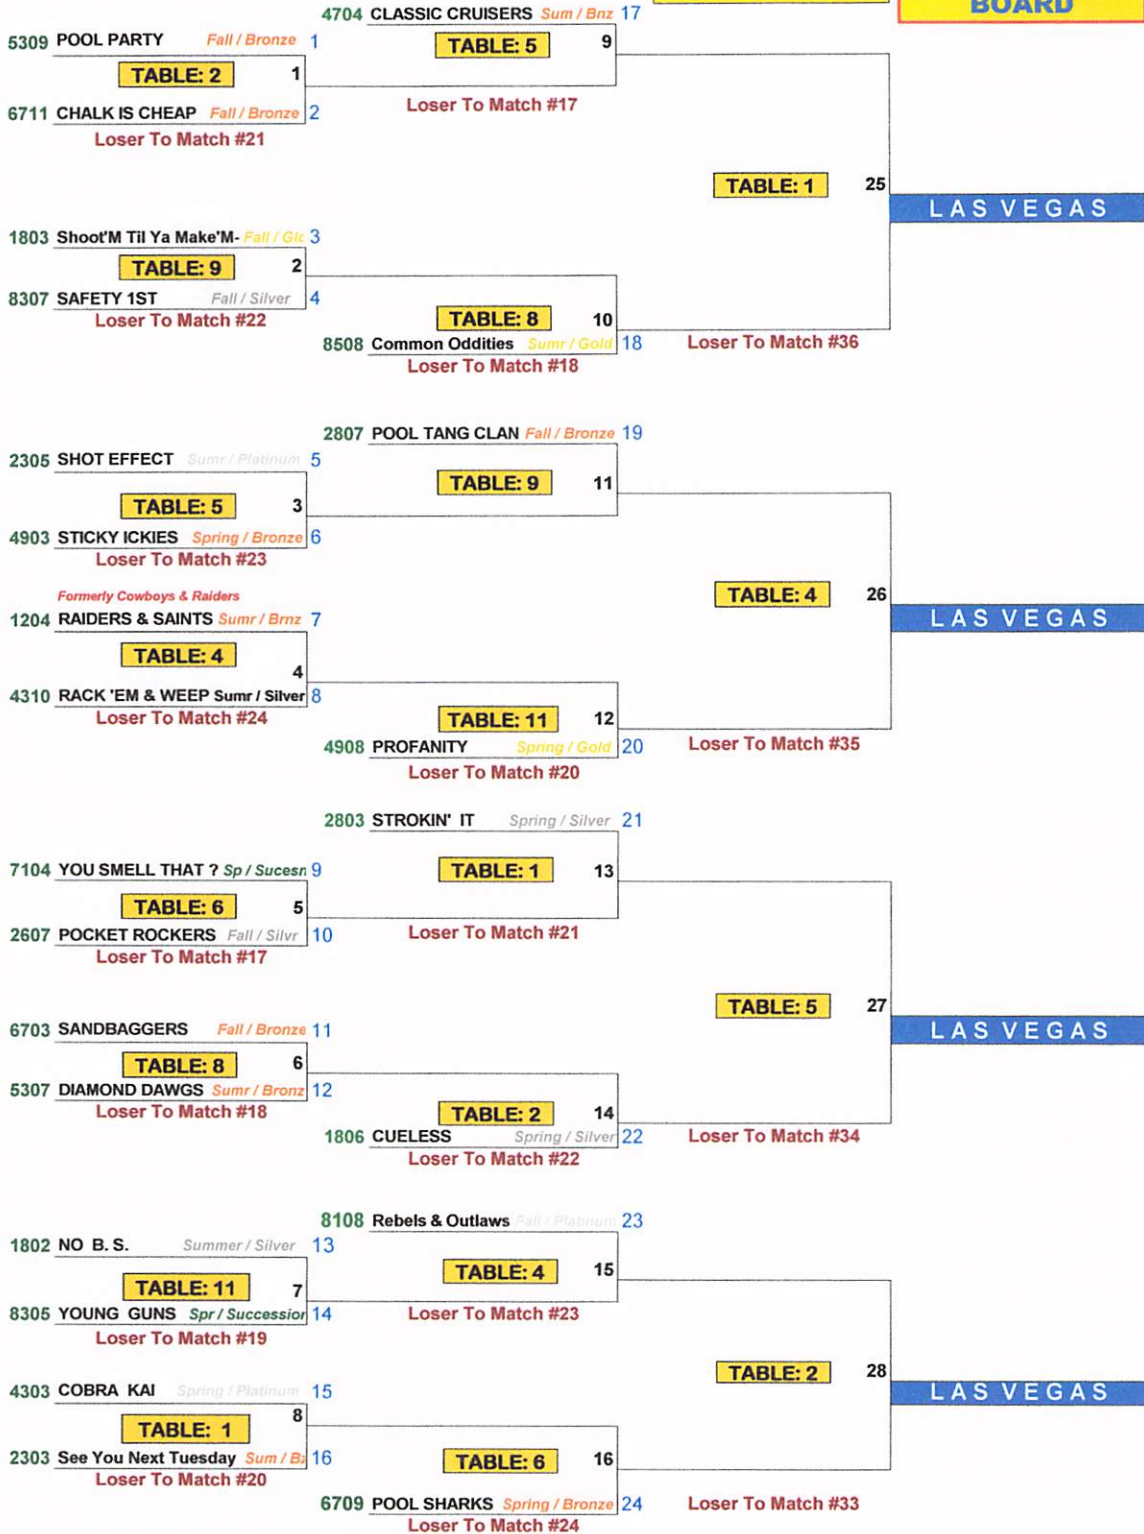 BOARD
4704 CLASSIC CRUISERS Sum / Bnz 17
5309 POOL PARTY Fall / Bronze 1
TABLE: 5 9
TABLE: 2 1
Loser To Match #17
6711 CHALK IS CHEAP Fall / Bronze 2
Loser To Match #21
TABLE: 1 25
LAS VEGAS
1803 Shoot'M Til Ya Make'M- Fall / Glc 3
TABLE: 9 2
8307 SAFETY 1ST Fall / Silver 4
Loser To Match #22
TABLE: 8 10
8508 Common Oddities Sumr / Gold 18
Loser To Match #36
Loser To Match #18
2807 POOL TANG CLAN Fall / Bronze 19
2305 SHOT EFFECT Sumr / Platinum 5
TABLE: 9 11
TABLE: 5 3
4903 STICKY ICKIES Spring / Bronze 6
Loser To Match #23
Formerly Cowboys & Raiders
TABLE: 4 26
1204 RAIDERS & SAINTS Sumr / Brnz 7
LAS VEGAS
TABLE: 4
4
4310 RACK 'EM & WEEP Sumr / Silver 8
Loser To Match #24
TABLE: 11 12
4908 PROFANITY Spring / Gold 20
Loser To Match #35
Loser To Match #20
2803 STROKIN' IT Spring / Silver 21
7104 YOU SMELL THAT ? Sp / Sucesn 9
TABLE: 1 13
TABLE: 6 5
2607 POCKET ROCKERS Fall / Silvr 10
Loser To Match #21
Loser To Match #17
TABLE: 5 27
6703 SANDBAGGERS Fall / Bronze 11
LAS VEGAS
TABLE: 8 6
5307 DIAMOND DAWGS Sumr / Bronz 12
Loser To Match #18
TABLE: 2 14
1806 CUELESS Spring / Silver 22
Loser To Match #34
Loser To Match #22
8108 Rebels & Outlaws Fall / Platinum 23
1802 NO B. S. Summer / Silver 13
TABLE: 4 15
TABLE: 11 7
8305 YOUNG GUNS Spr / Succession 14
Loser To Match #23
Loser To Match #19
TABLE: 2 28
4303 COBRA KAI Spring / Platinum 15
LAS VEGAS
8
TABLE: 1
2303 See You Next Tuesday Sum / Bz 16
TABLE: 6 16
Loser To Match #20
6709 POOL SHARKS Spring / Bronze 24
Loser To Match #33
Loser To Match #24